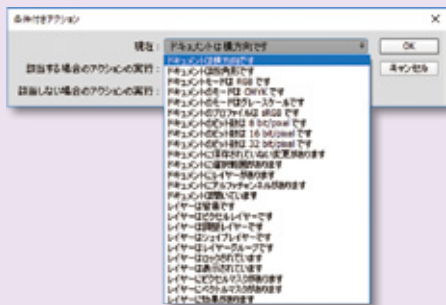 条件付きアクション
現在： ドキュメントは横方向です
OK
該当する場合のアクションの実行：
キャンセル
該当しない場合のアクションの実行：
ドキュメントは横方向です
ドキュメントは四角形です
ドキュメントモードは RGB です
ドキュメントのモードは CMYK です
ドキュメントのモードはグレースケールです
ドキュメントのプロファイルは sRGB です
ドキュメントのビット数は 8 bit/pixel です
ドキュメントのビット数は 16 bit/pixel です
ドキュメントのビット数は 32 bit/pixel です
ドキュメントに保存されていない変更があります
ドキュメントに選択範囲があります
ドキュメントにレイヤーがあります
ドキュメントにアルファチャンネルがあります
ドキュメントは開いています
レイヤーは背景です
レイヤーはピクセルレイヤーです
レイヤーは調整レイヤーです
レイヤーはシェイプレイヤーです
レイヤーはレイヤーグループです
レイヤーはロックされています
レイヤーは表示されています
レイヤーにピクセルマスクがあります
レイヤーにベクトルマスクがあります
レイヤーに効果があります